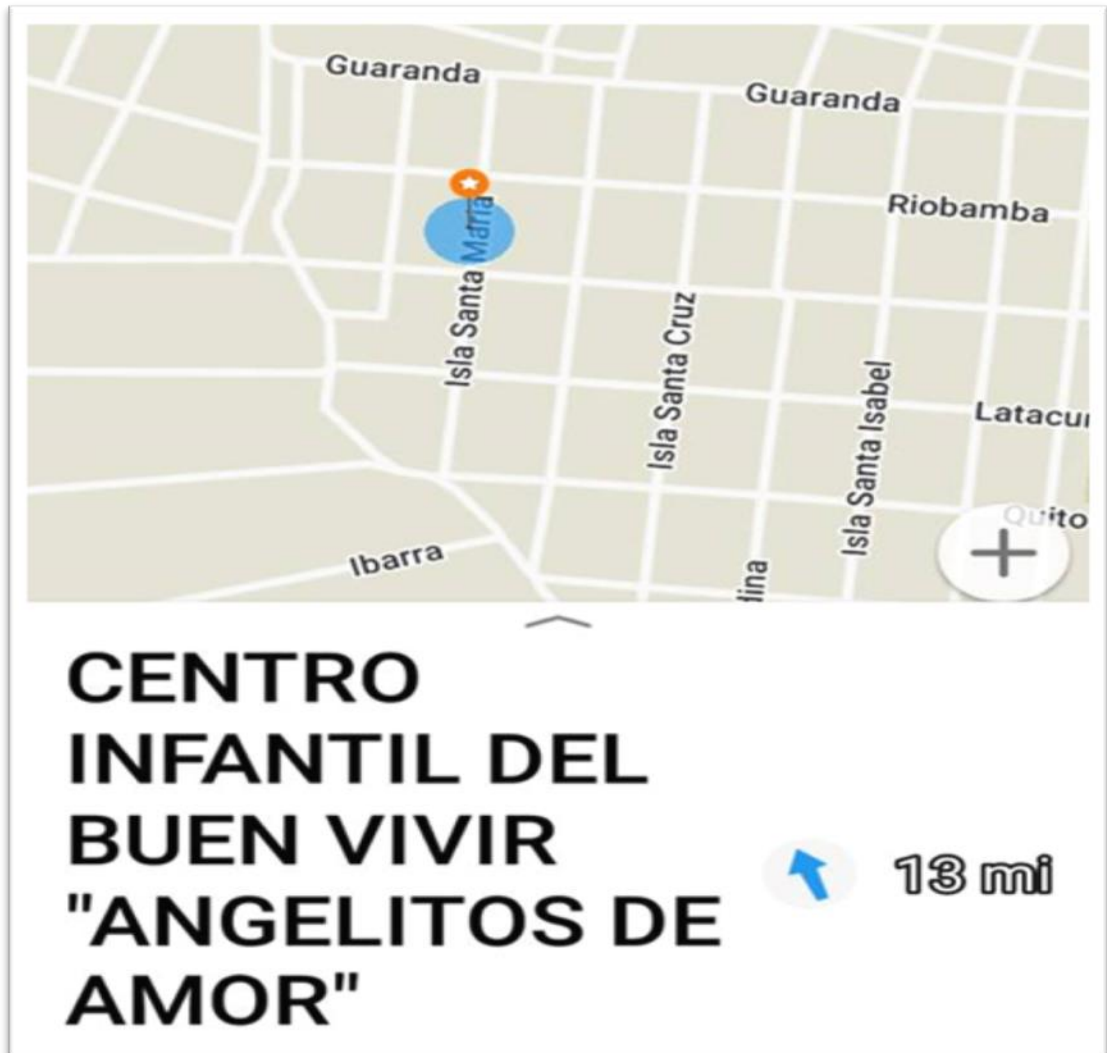 Guaranda
Guaranda
Riobamba
Isla Santa María
Isla Santa Cruz
Isla Santa Isabel
Latacu
Quito
Ibarra
dina
CENTRO
INFANTIL DEL
BUEN VIVIR
"ANGELITOS DE
AMOR"
13 mi